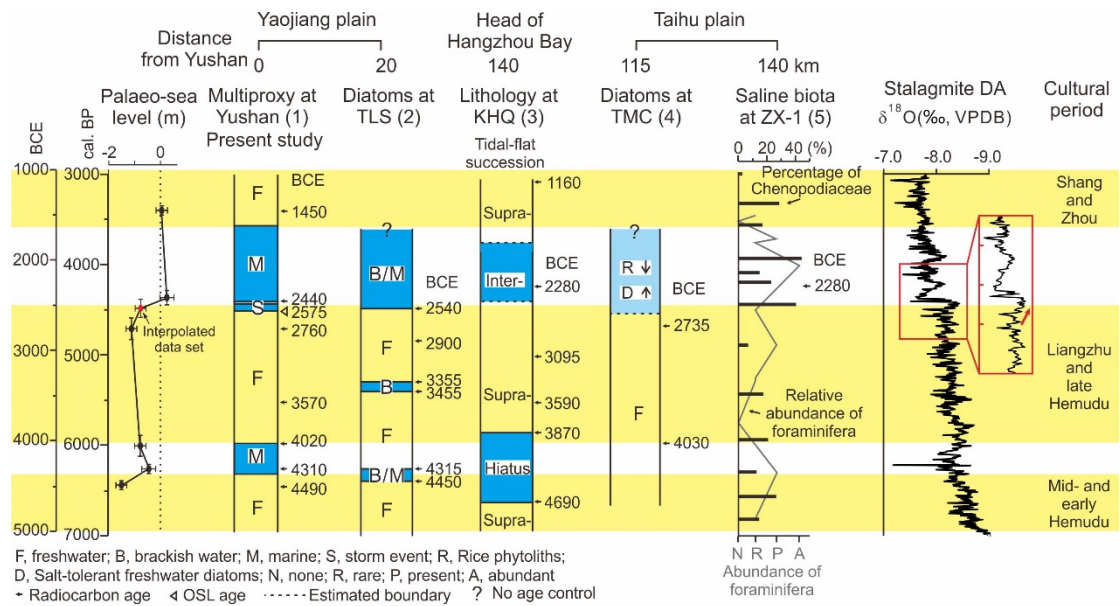 Yaojiang plain
Head of
Hangzhou Bay
Taihu plain
Distance
from Yushan
0
20
140
115
140 km
Palaeo-sea
level (m)
Multiproxy at
Yushan (1)
Present study
Diatoms at
TLS (2)
Lithology at
KHQ (3)
Tidal-flat
succession
Diatoms at
TMC (4)
Saline biota
at ZX-1 (5)
Stalagmite DA
δ18O(‰, VPDB)
Cultural
period
BCE
cal. BP
-2
0
0 20 40 (%)
-7.0
-8.0
-9.0
1000
2000
3000
4000
5000
3000
4000
5000
6000
7000
Interpolated
data set
F
M
S
F
M
F
BCE
1450
2440
2575
2760
3570
4020
4310
4490
?
B/M
F
B
F
B/M
BCE
2540
2900
3355
3455
4315
4450
Supra-
Inter-
Supra-
Hiatus
Supra-
1160
2280
3095
3590
3870
4690
?
R ↓
D ↑
F
BCE
2735
4030
Percentage of
Chenopodiaceae
BCE
2280
Relative
abundance of
foraminifera
N R P A
Abundance of
foraminifera
Shang
and
Zhou
Liangzhu
and late
Hemudu
Mid- and
early
Hemudu
F, freshwater; B, brackish water; M, marine; S, storm event; R, Rice phytoliths;
D, Salt-tolerant freshwater diatoms; N, none; R, rare; P, present; A, abundant
Radiocarbon age
OSL age
Estimated boundary
? No age control